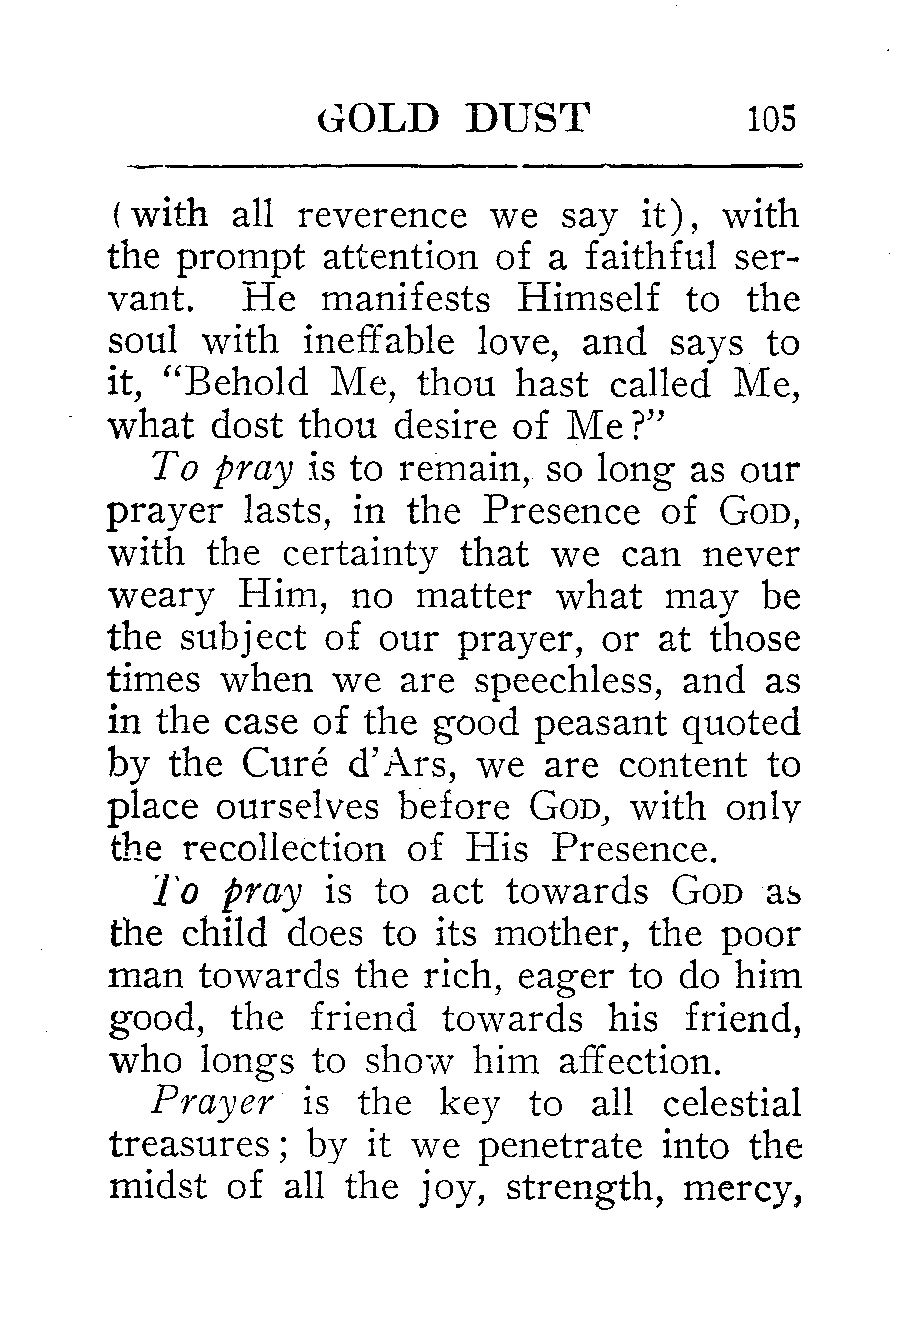 GOLD DUST 105
(with all reverence we say it), with
the prompt attention of a faithful ser-
vant. He manifests Himself to the
soul with ineffable love, and says to
it, “Behold Me, thou hast called Me,
what dost thou desire of Me?”
To pray is to remain, so long as our
prayer lasts, in the Presence of GOD,
with the certainty that we can never
weary Him, no matter what may be
the subject of our prayer, or at those
times when we are speechless, and as
in the case of the good peasant quoted
by the Curé d’Ars, we are content to
place ourselves before GOD, with only
the recollection of His Presence.
To pray is to act towards GOD as
the child does to its mother, the poor
man towards the rich, eager to do him
good, the friend towards his friend,
who longs to show him affection.
Prayer is the key to all celestial
treasures; by it we penetrate into the
midst of all the joy, strength, mercy,